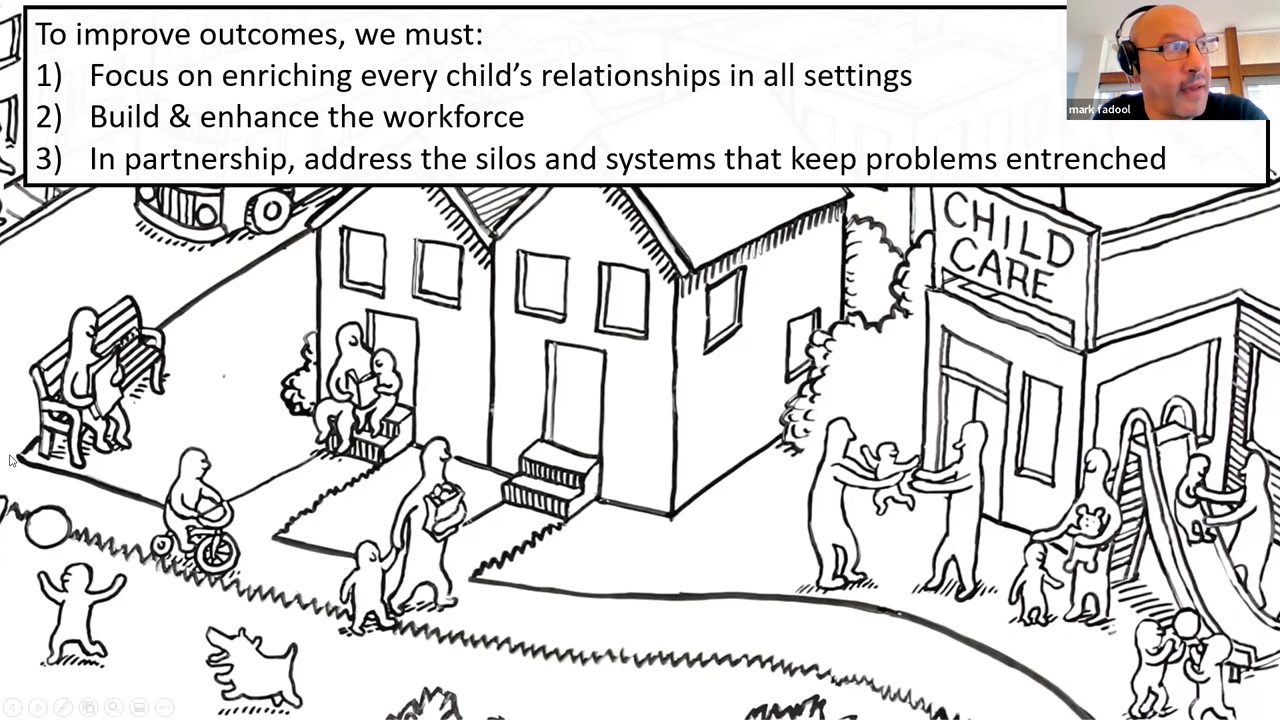 To improve outcomes, we must:
1) Focus on enriching every child's relationships in all settings
2) Build & enhance the workforce
3) In partnership, address the silos and systems that keep problems entrenched
mark fadool
CHILD
CARE